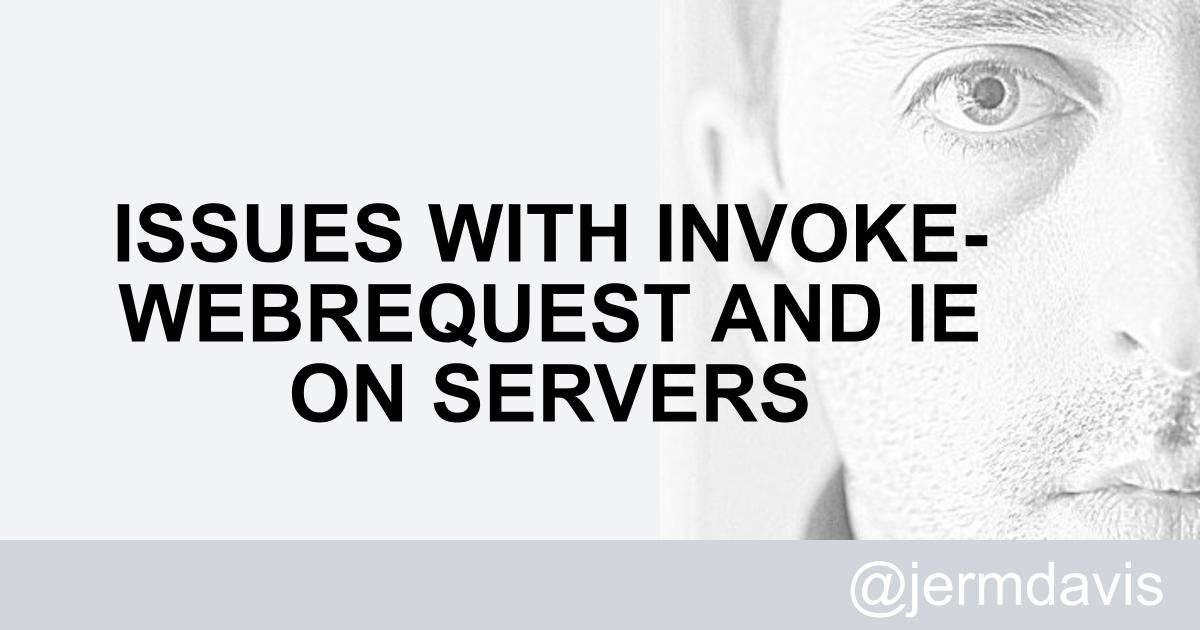 ISSUES WITH INVOKE-
WEBREQUEST AND IE
ON SERVERS
@jermdavis